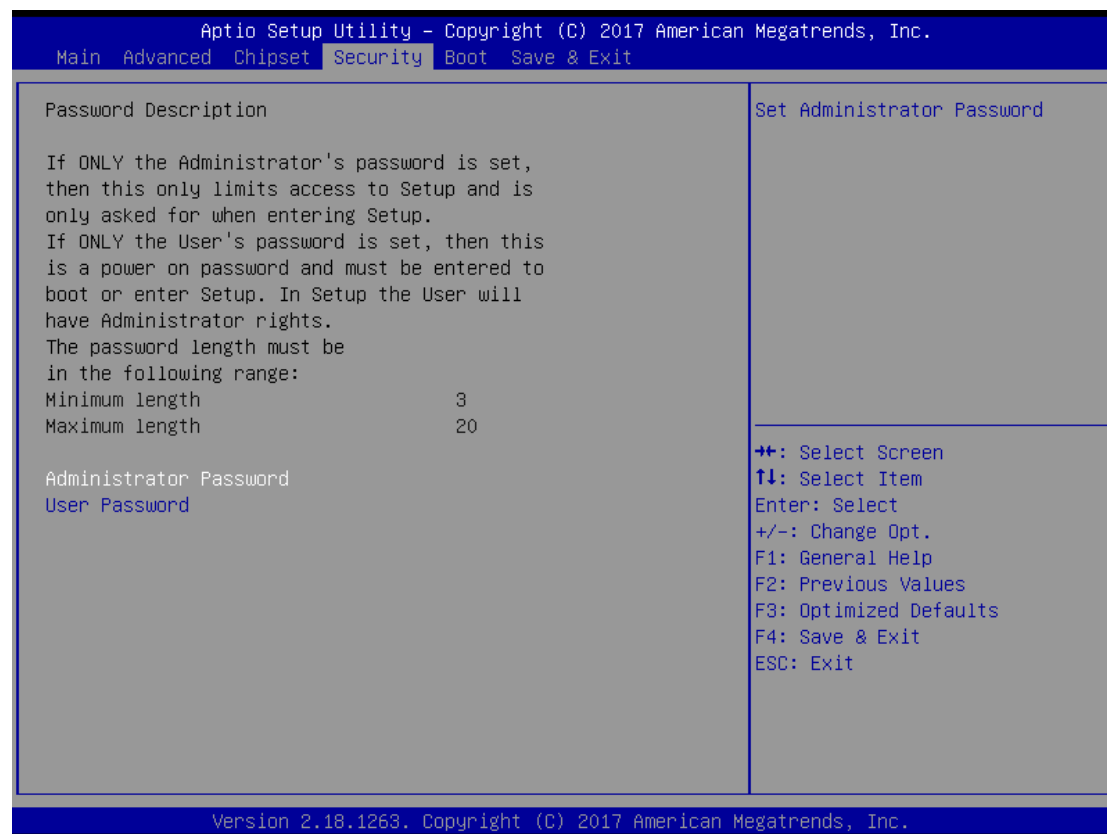 Aptio Setup Utility – Copyright (C) 2017 American Megatrends, Inc.
Main Advanced Chipset Security Boot Save & Exit
Password Description
If ONLY the Administrator's password is set,
then this only limits access to Setup and is
only asked for when entering Setup.
If ONLY the User's password is set, then this
is a power on password and must be entered to
boot or enter Setup. In Setup the User will
have Administrator rights.
The password length must be
in the following range:
Minimum length 3
Maximum length 20
Administrator Password
User Password
Set Administrator Password
→←: Select Screen
↑↓: Select Item
Enter: Select
+/-: Change Opt.
F1: General Help
F2: Previous Values
F3: Optimized Defaults
F4: Save & Exit
ESC: Exit
Version 2.18.1263. Copyright (C) 2017 American Megatrends, Inc.